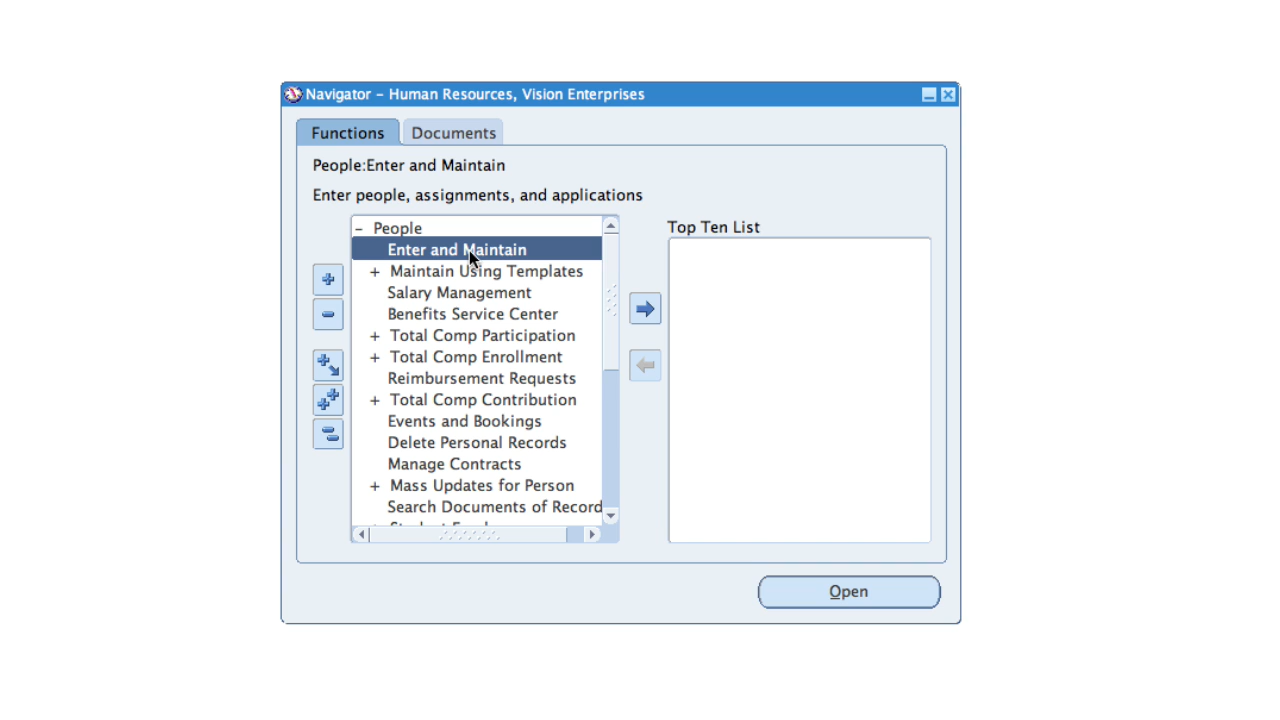 Navigator – Human Resources, Vision Enterprises
Functions
Documents
People:Enter and Maintain
Enter people, assignments, and applications
Top Ten List
– People
Enter and Maintain
+ Maintain Using Templates
Salary Management
Benefits Service Center
+ Total Comp Participation
+ Total Comp Enrollment
Reimbursement Requests
+ Total Comp Contribution
Events and Bookings
Delete Personal Records
Manage Contracts
+ Mass Updates for Person
Search Documents of Record
Open